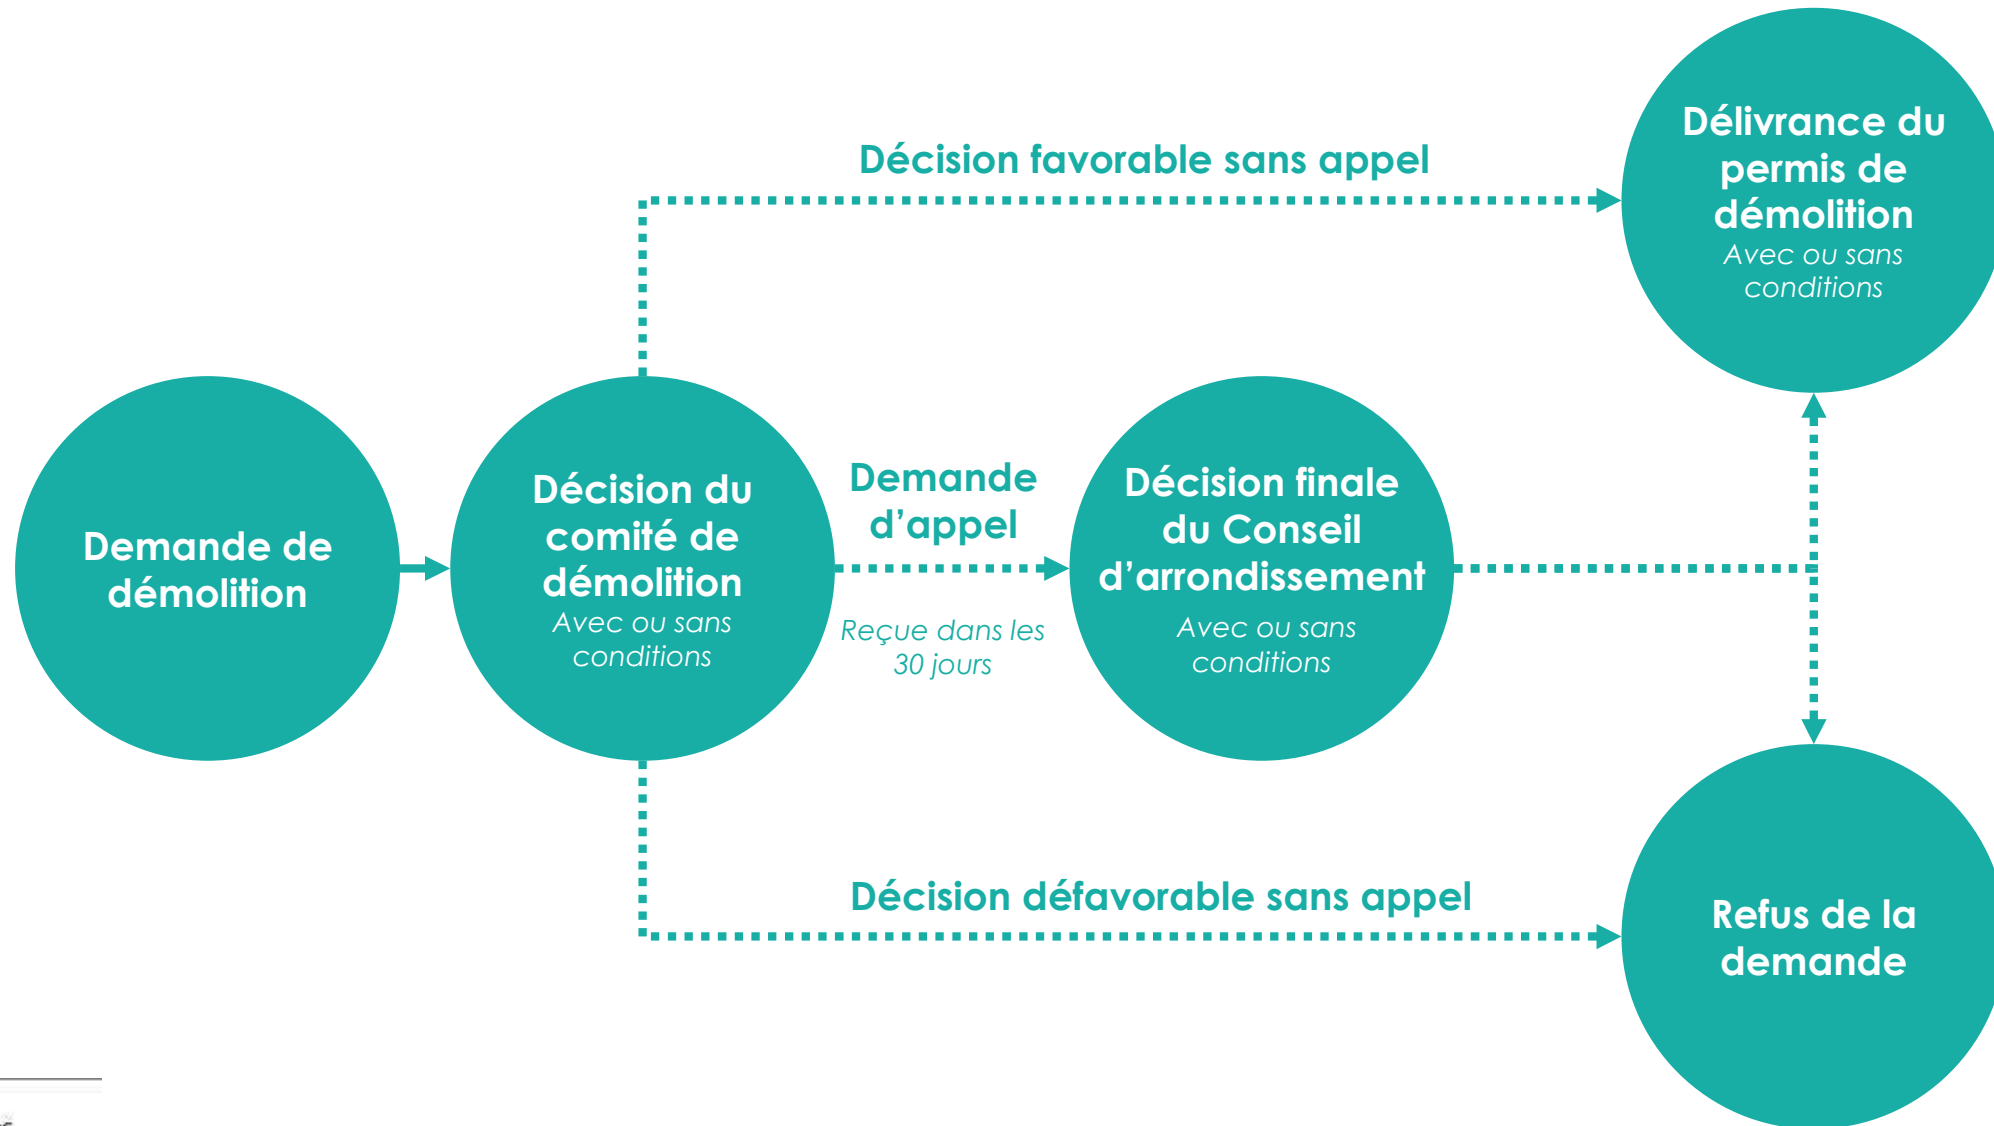 Demande de
démolition
Décision du
comité de
démolition
Avec ou sans
conditions
Décision favorable sans appel
Demande
d’appel
Reçue dans les
30 jours
Décision défavorable sans appel
Décision finale
du Conseil
d’arrondissement
Avec ou sans
conditions
Délivrance du
permis de
démolition
Avec ou sans
conditions
Refus de la
demande